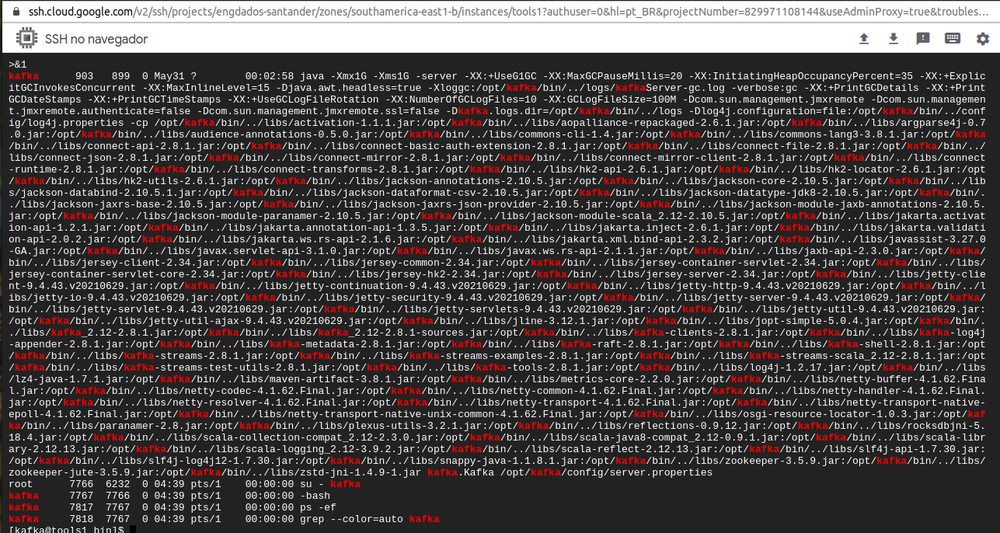 ssh.cloud.google.com/v2/ssh/projects/engdados-santander/zones/southamerica-east1-b/instances/tools1?authuser=0&hl=pt_BR&projectNumber=829971108144&useAdminProxy=true&troubles...
SSH no navegador
>&1
kafka      903   899  0 May31 ?        00:02:58 java -Xmx1G -Xms1G -server -XX:+UseG1GC -XX:MaxGCPauseMillis=20 -XX:InitiatingHeapOccupancyPercent=35 -XX:+Explic
itGCInvokesConcurrent -XX:MaxInlineLevel=15 -Djava.awt.headless=true -Xloggc:/opt/kafka/bin/../logs/kafkaServer-gc.log -verbose:gc -XX:+PrintGCDetails -XX:+Print
GCDateStamps -XX:+PrintGCTimeStamps -XX:+UseGCLogFileRotation -XX:NumberOfGCLogFiles=10 -XX:GCLogFileSize=100M -Dcom.sun.management.jmxremote -Dcom.sun.managemen
t.jmxremote.authenticate=false -Dcom.sun.management.jmxremote.ssl=false -Dkafka.logs.dir=/opt/kafka/bin/../logs -Dlog4j.configuration=file:/opt/kafka/bin/../conf
ig/log4j.properties -cp /opt/kafka/bin/../libs/activation-1.1.1.jar:/opt/kafka/bin/../libs/aopalliance-repackaged-2.6.1.jar:/opt/kafka/bin/../libs/argparse4j-0.7
.0.jar:/opt/kafka/bin/../libs/audience-annotations-0.5.0.jar:/opt/kafka/bin/../libs/commons-cli-1.4.jar:/opt/kafka/bin/../libs/commons-lang3-3.8.1.jar:/opt/kafka
/bin/../libs/connect-api-2.8.1.jar:/opt/kafka/bin/../libs/connect-basic-auth-extension-2.8.1.jar:/opt/kafka/bin/../libs/connect-file-2.8.1.jar:/opt/kafka/bin/../
libs/connect-json-2.8.1.jar:/opt/kafka/bin/../libs/connect-mirror-2.8.1.jar:/opt/kafka/bin/../libs/connect-mirror-client-2.8.1.jar:/opt/kafka/bin/../libs/connect
-runtime-2.8.1.jar:/opt/kafka/bin/../libs/connect-transforms-2.8.1.jar:/opt/kafka/bin/../libs/hk2-api-2.6.1.jar:/opt/kafka/bin/../libs/hk2-locator-2.6.1.jar:/opt
/kafka/bin/../libs/hk2-utils-2.6.1.jar:/opt/kafka/bin/../libs/jackson-annotations-2.10.5.jar:/opt/kafka/bin/../libs/jackson-core-2.10.5.jar:/opt/kafka/bin/../lib
s/jackson-databind-2.10.5.1.jar:/opt/kafka/bin/../libs/jackson-dataformat-csv-2.10.5.jar:/opt/kafka/bin/../libs/jackson-datatype-jdk8-2.10.5.jar:/opt/kafka/bin/.
./libs/jackson-jaxrs-base-2.10.5.jar:/opt/kafka/bin/../libs/jackson-jaxrs-json-provider-2.10.5.jar:/opt/kafka/bin/../libs/jackson-module-jaxb-annotations-2.10.5.
jar:/opt/kafka/bin/../libs/jackson-module-paranamer-2.10.5.jar:/opt/kafka/bin/../libs/jackson-module-scala_2.12-2.10.5.jar:/opt/kafka/bin/../libs/jakarta.activat
ion-api-1.2.1.jar:/opt/kafka/bin/../libs/jakarta.annotation-api-1.3.5.jar:/opt/kafka/bin/../libs/jakarta.inject-2.6.1.jar:/opt/kafka/bin/../libs/jakarta.validati
on-api-2.0.2.jar:/opt/kafka/bin/../libs/jakarta.ws.rs-api-2.1.6.jar:/opt/kafka/bin/../libs/jakarta.xml.bind-api-2.3.2.jar:/opt/kafka/bin/../libs/javassist-3.27.0
-GA.jar:/opt/kafka/bin/../libs/javax.servlet-api-3.1.0.jar:/opt/kafka/bin/../libs/javax.ws.rs-api-2.1.1.jar:/opt/kafka/bin/../libs/jaxb-api-2.3.0.jar:/opt/kafka/
bin/../libs/jersey-client-2.34.jar:/opt/kafka/bin/../libs/jersey-common-2.34.jar:/opt/kafka/bin/../libs/jersey-container-servlet-2.34.jar:/opt/kafka/bin/../libs/
jersey-container-servlet-core-2.34.jar:/opt/kafka/bin/../libs/jersey-hk2-2.34.jar:/opt/kafka/bin/../libs/jersey-server-2.34.jar:/opt/kafka/bin/../libs/jetty-clie
nt-9.4.43.v20210629.jar:/opt/kafka/bin/../libs/jetty-continuation-9.4.43.v20210629.jar:/opt/kafka/bin/../libs/jetty-http-9.4.43.v20210629.jar:/opt/kafka/bin/../l
ibs/jetty-io-9.4.43.v20210629.jar:/opt/kafka/bin/../libs/jetty-security-9.4.43.v20210629.jar:/opt/kafka/bin/../libs/jetty-server-9.4.43.v20210629.jar:/opt/kafka/
bin/../libs/jetty-servlet-9.4.43.v20210629.jar:/opt/kafka/bin/../libs/jetty-servlets-9.4.43.v20210629.jar:/opt/kafka/bin/../libs/jetty-util-9.4.43.v20210629.jar:
/opt/kafka/bin/../libs/jetty-util-ajax-9.4.43.v20210629.jar:/opt/kafka/bin/../libs/jline-3.12.1.jar:/opt/kafka/bin/../libs/jopt-simple-5.0.4.jar:/opt/kafka/bin/.
./libs/kafka_2.12-2.8.1.jar:/opt/kafka/bin/../libs/kafka_2.12-2.8.1-sources.jar:/opt/kafka/bin/../libs/kafka-clients-2.8.1.jar:/opt/kafka/bin/../libs/kafka-log4j
-appender-2.8.1.jar:/opt/kafka/bin/../libs/kafka-metadata-2.8.1.jar:/opt/kafka/bin/../libs/kafka-raft-2.8.1.jar:/opt/kafka/bin/../libs/kafka-shell-2.8.1.jar:/opt
/kafka/bin/../libs/kafka-streams-2.8.1.jar:/opt/kafka/bin/../libs/kafka-streams-examples-2.8.1.jar:/opt/kafka/bin/../libs/kafka-streams-scala_2.12-2.8.1.jar:/opt
/kafka/bin/../libs/kafka-streams-test-utils-2.8.1.jar:/opt/kafka/bin/../libs/kafka-tools-2.8.1.jar:/opt/kafka/bin/../libs/log4j-1.2.17.jar:/opt/kafka/bin/../libs
/lz4-java-1.7.1.jar:/opt/kafka/bin/../libs/maven-artifact-3.8.1.jar:/opt/kafka/bin/../libs/metrics-core-2.2.0.jar:/opt/kafka/bin/../libs/netty-buffer-4.1.62.Fina
l.jar:/opt/kafka/bin/../libs/netty-codec-4.1.62.Final.jar:/opt/kafka/bin/../libs/netty-common-4.1.62.Final.jar:/opt/kafka/bin/../libs/netty-handler-4.1.62.Final.
jar:/opt/kafka/bin/../libs/netty-resolver-4.1.62.Final.jar:/opt/kafka/bin/../libs/netty-transport-4.1.62.Final.jar:/opt/kafka/bin/../libs/netty-transport-native-
epoll-4.1.62.Final.jar:/opt/kafka/bin/../libs/netty-transport-native-unix-common-4.1.62.Final.jar:/opt/kafka/bin/../libs/osgi-resource-locator-1.0.3.jar:/opt/kaf
ka/bin/../libs/paranamer-2.8.jar:/opt/kafka/bin/../libs/plexus-utils-3.2.1.jar:/opt/kafka/bin/../libs/reflections-0.9.12.jar:/opt/kafka/bin/../libs/rocksdbjni-5.
18.4.jar:/opt/kafka/bin/../libs/scala-collection-compat_2.12-2.3.0.jar:/opt/kafka/bin/../libs/scala-java8-compat_2.12-0.9.1.jar:/opt/kafka/bin/../libs/scala-libr
ary-2.12.13.jar:/opt/kafka/bin/../libs/scala-logging_2.12-3.9.2.jar:/opt/kafka/bin/../libs/scala-reflect-2.12.13.jar:/opt/kafka/bin/../libs/slf4j-api-1.7.30.jar:
/opt/kafka/bin/../libs/slf4j-log4j12-1.7.30.jar:/opt/kafka/bin/../libs/snappy-java-1.1.8.1.jar:/opt/kafka/bin/../libs/zookeeper-3.5.9.jar:/opt/kafka/bin/../libs/
zookeeper-jute-3.5.9.jar:/opt/kafka/bin/../libs/zstd-jni-1.4.9-1.jar kafka.Kafka /opt/kafka/config/server.properties
root      7766  6232  0 04:39 pts/1    00:00:00 su - kafka
kafka     7767  7766  0 04:39 pts/1    00:00:00 -bash
kafka     7817  7767  0 04:39 pts/1    00:00:00 ps -ef
kafka     7818  7767  0 04:39 pts/1    00:00:00 grep --color=auto kafka
[kafka@tools1 bin]$